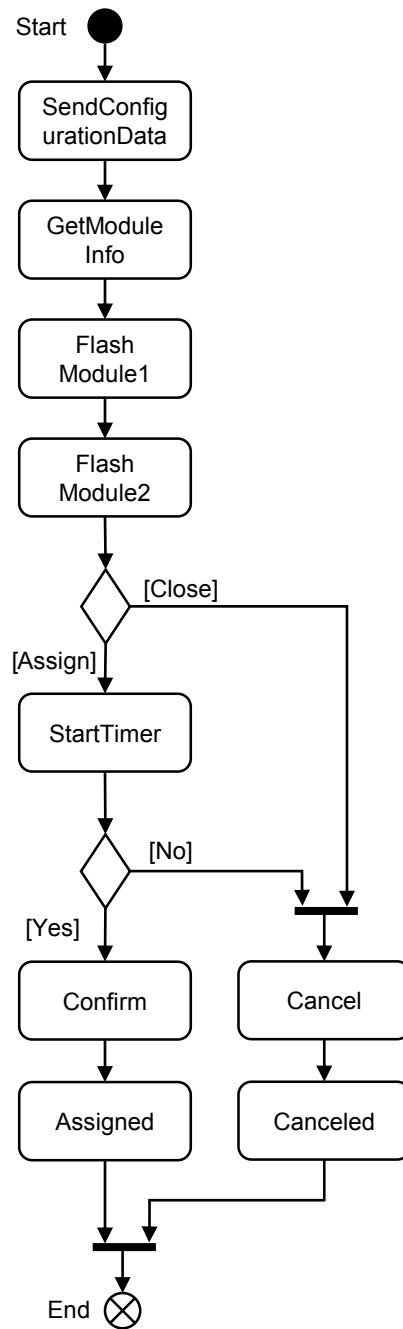 Start
SendConfig
urationData
GetModule
Info
Flash
Module1
Flash
Module2
[Close]
[Assign]
StartTimer
[No]
[Yes]
Confirm
Cancel
Assigned
Canceled
End